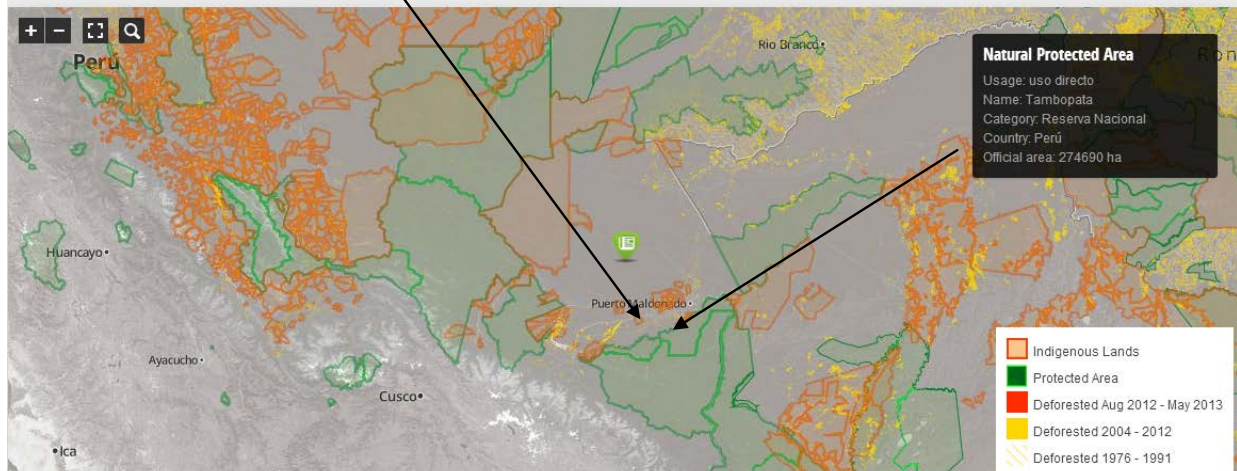 + −
Perú
Rio Branco
Ron
Natural Protected Area
Usage: uso directo
Name: Tambopata
Category: Reserva Nacional
Country: Perú
Official area: 274690 ha
Huancayo
Puerto Maldonado
Ayacucho
Cusco
Ica
Indigenous Lands
Protected Area
Deforested Aug 2012 - May 2013
Deforested 2004 - 2012
Deforested 1976 - 1991